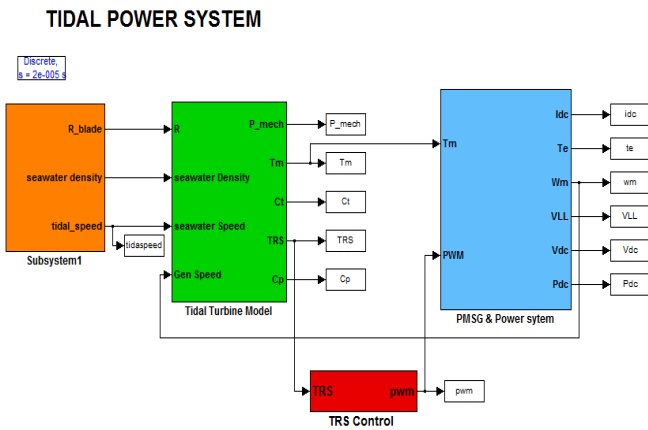 TIDAL POWER SYSTEM
Discrete,
s = 2e-005 s
R_blade
seawater density
tidal_speed
Subsystem1
tidaspeed
R
seawater Density
seawater Speed
Gen Speed
P_mech
Tm
Ct
TRS
Cp
Tidal Turbine Model
P_mech
Tm
Ct
TRS
Cp
Tm
PWM
Idc
Te
Wm
VLL
Vdc
Pdc
PMSG & Power sytem
idc
te
wm
VLL
Vdc
Pdc
TRS
pwm
TRS Control
pwm